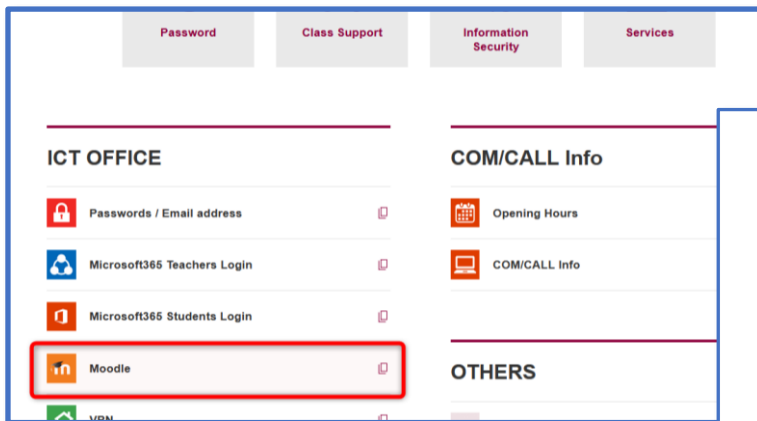 Password
Class Support
Information
Security
Services
ICT OFFICE
Passwords / Email address
Microsoft365 Teachers Login
Microsoft365 Students Login
Moodle
VPN
COM/CALL Info
Opening Hours
COM/CALL Info
OTHERS